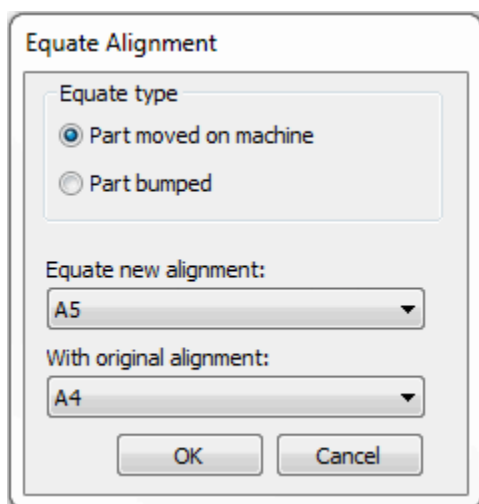 Equate Alignment
Equate type
Part moved on machine
Part bumped
Equate new alignment:
A5
With original alignment:
A4
OK Cancel